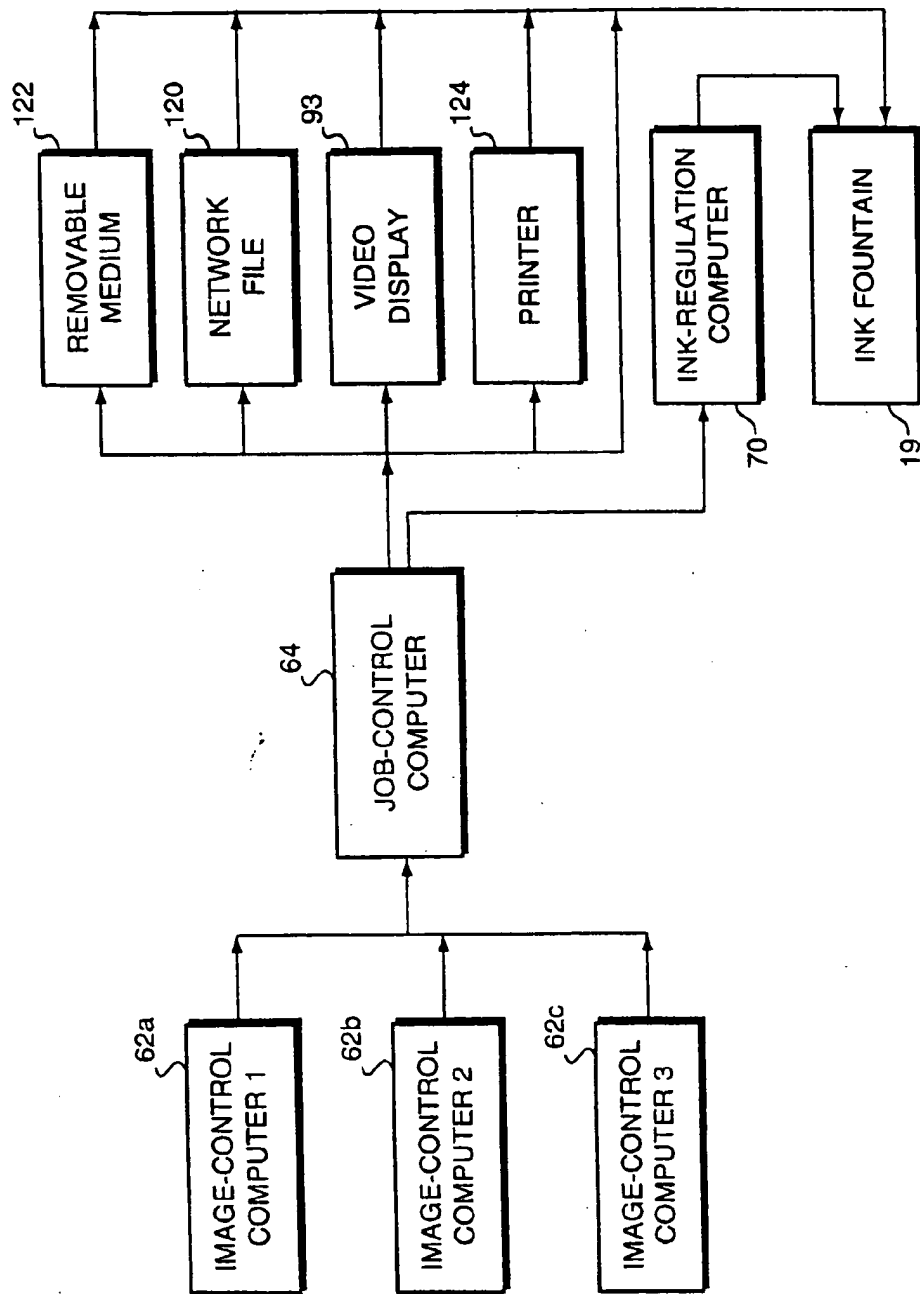 62a
IMAGE-CONTROL
COMPUTER 1
62b
IMAGE-CONTROL
COMPUTER 2
62c
IMAGE-CONTROL
COMPUTER 3
64
JOB-CONTROL
COMPUTER
122
REMOVABLE
MEDIUM
120
NETWORK
FILE
93
VIDEO
DISPLAY
124
PRINTER
INK-REGULATION
COMPUTER
70
INK FOUNTAIN
19